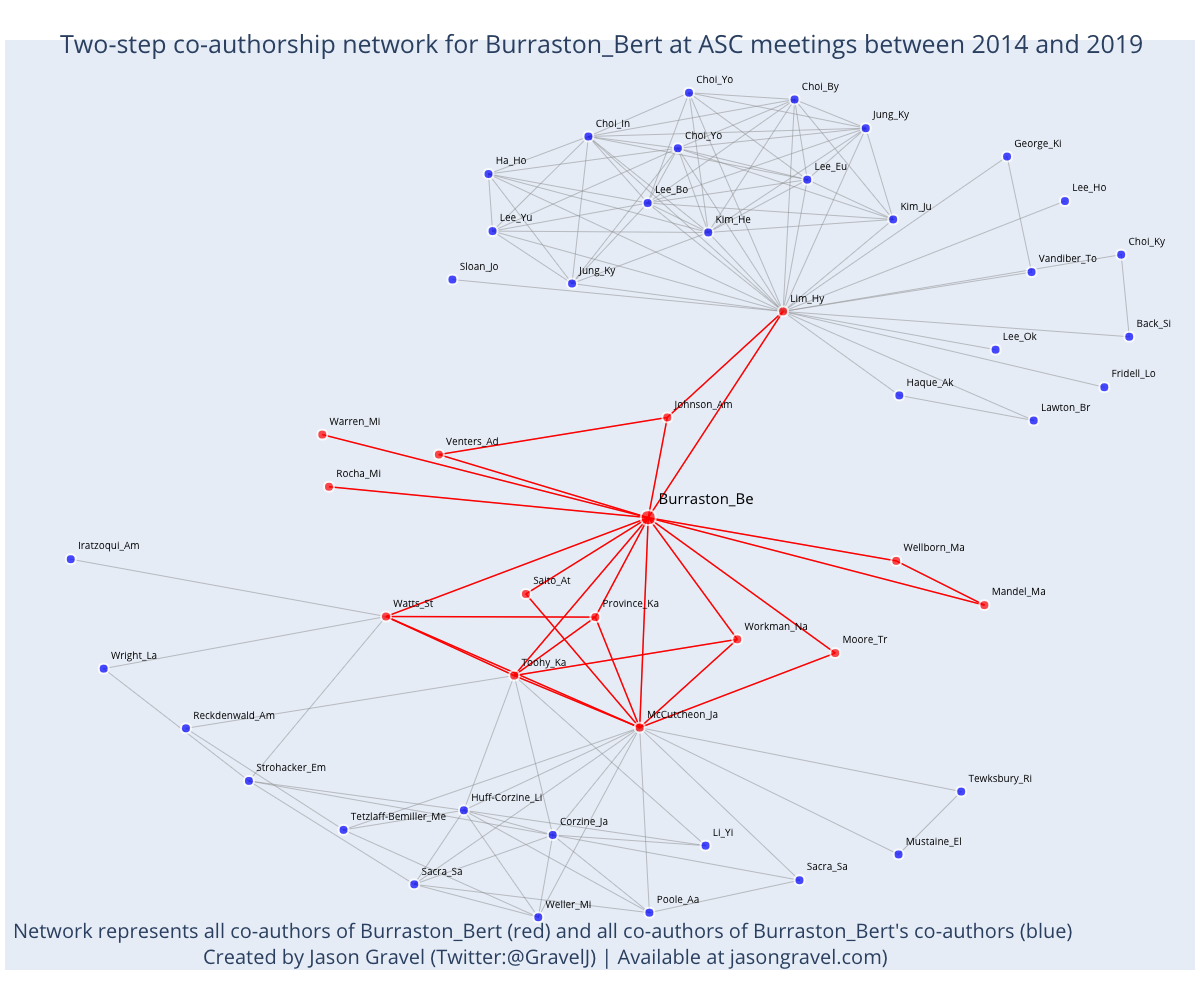 Two-step co-authorship network for Burraston_Bert at ASC meetings between 2014 and 2019
Choi_Yo
Choi_By
Jung_Ky
Choi_In
Choi_Yo
George_Ki
Ha_Ho
Lee_Eu
Lee_Bo
Lee_Ho
Kim_Ju
Lee_Yu
Kim_He
Choi_Ky
Vandiber_To
Sloan_Jo
Jung_Ky
Lim_Hy
Back_Si
Lee_Ok
Fridell_Lo
Haque_Ak
Johnson_Am
Lawton_Br
Warren_Mi
Venters_Ad
Rocha_Mi
Burraston_Be
Iratzoqui_Am
Wellborn_Ma
Saito_At
Mandel_Ma
Watts_St
Province_Ka
Workman_Na
Moore_Tr
Wright_La
Toohy_Ka
Reckdenwald_Am
McCutcheon_Ja
Strohacker_Em
Tewksbury_Ri
Huff-Corzine_Li
Tetzlaff-Bemiller_Me
Corzine_Ja
Li_Yi
Mustaine_El
Sacra_Sa
Sacra_Sa
Weller_Mi
Poole_Aa
Network represents all co-authors of Burraston_Bert (red) and all co-authors of Burraston_Bert's co-authors (blue)
Created by Jason Gravel (Twitter:@GravelJ) | Available at jasongravel.com)